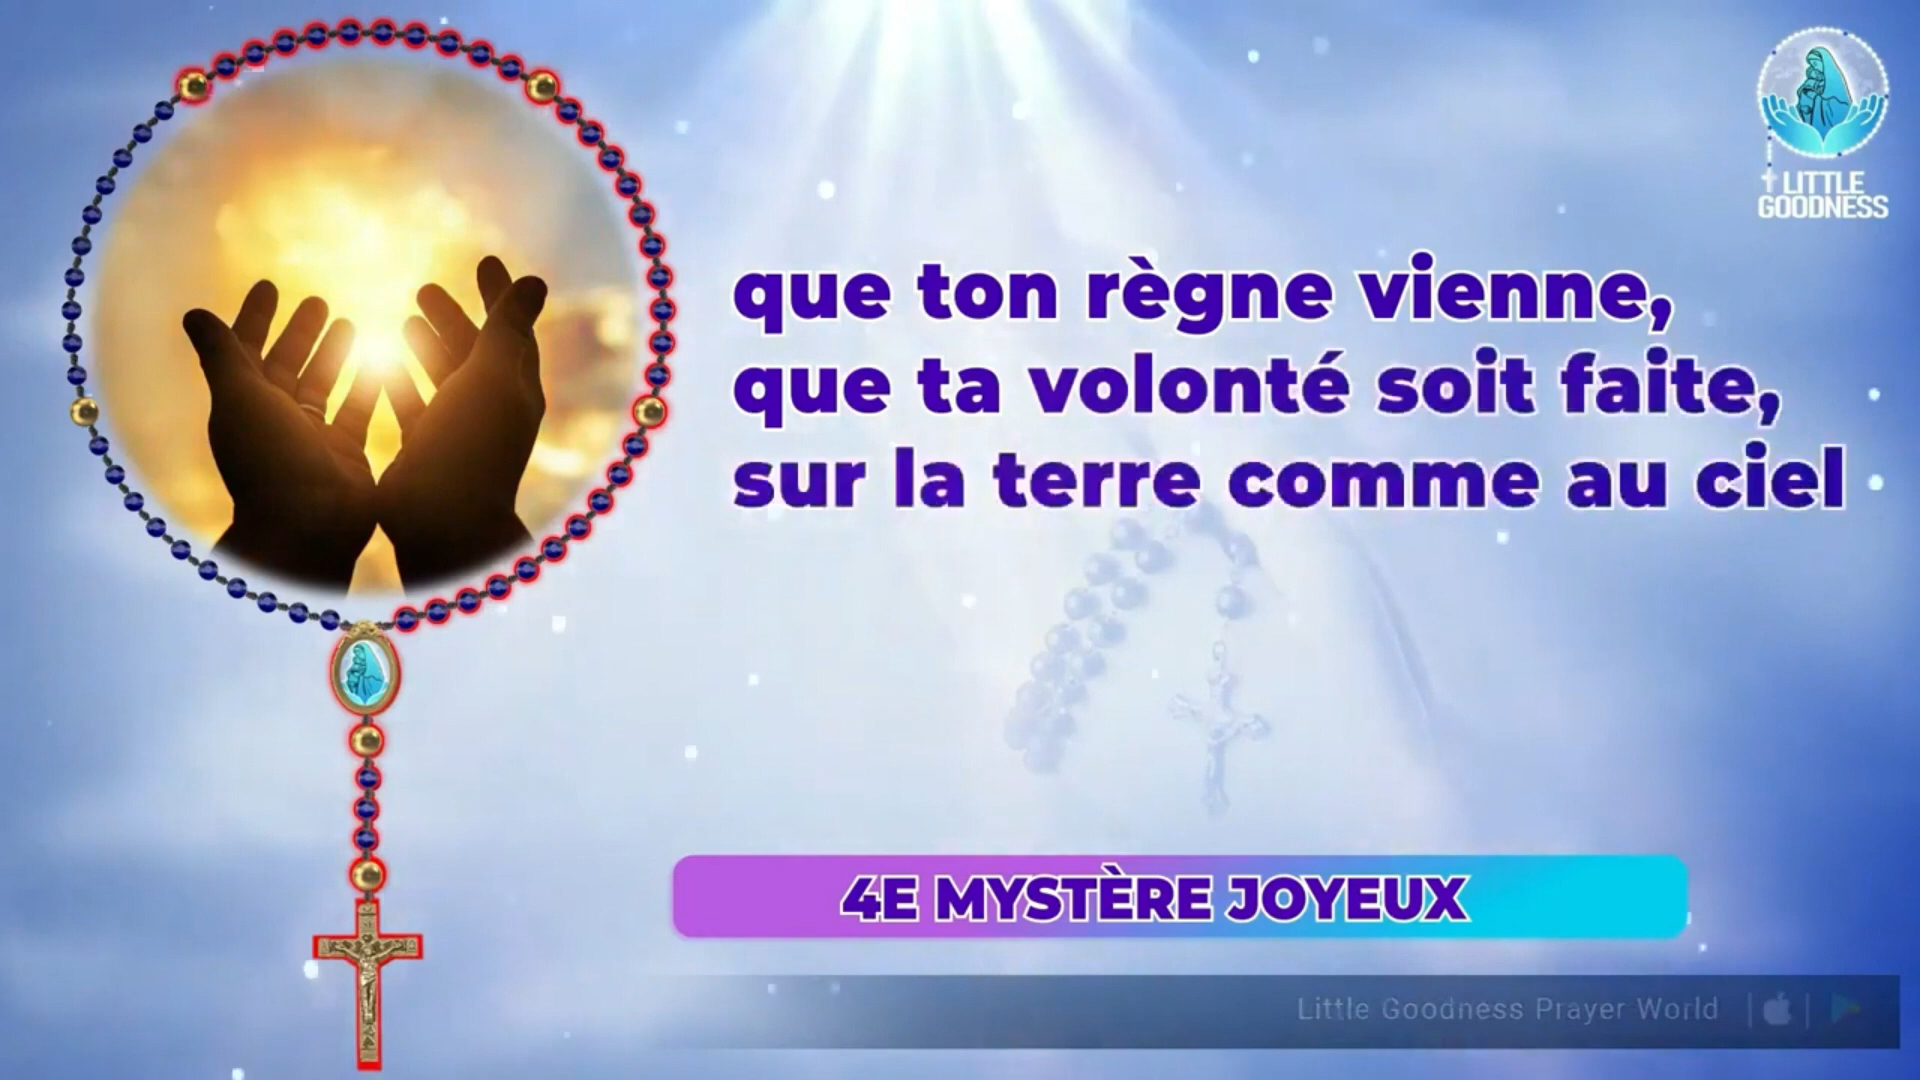 LITTLE
GOODNESS
que ton règne vienne,
que ta volonté soit faite,
sur la terre comme au ciel
4E MYSTÈRE JOYEUX
Little Goodness Prayer World